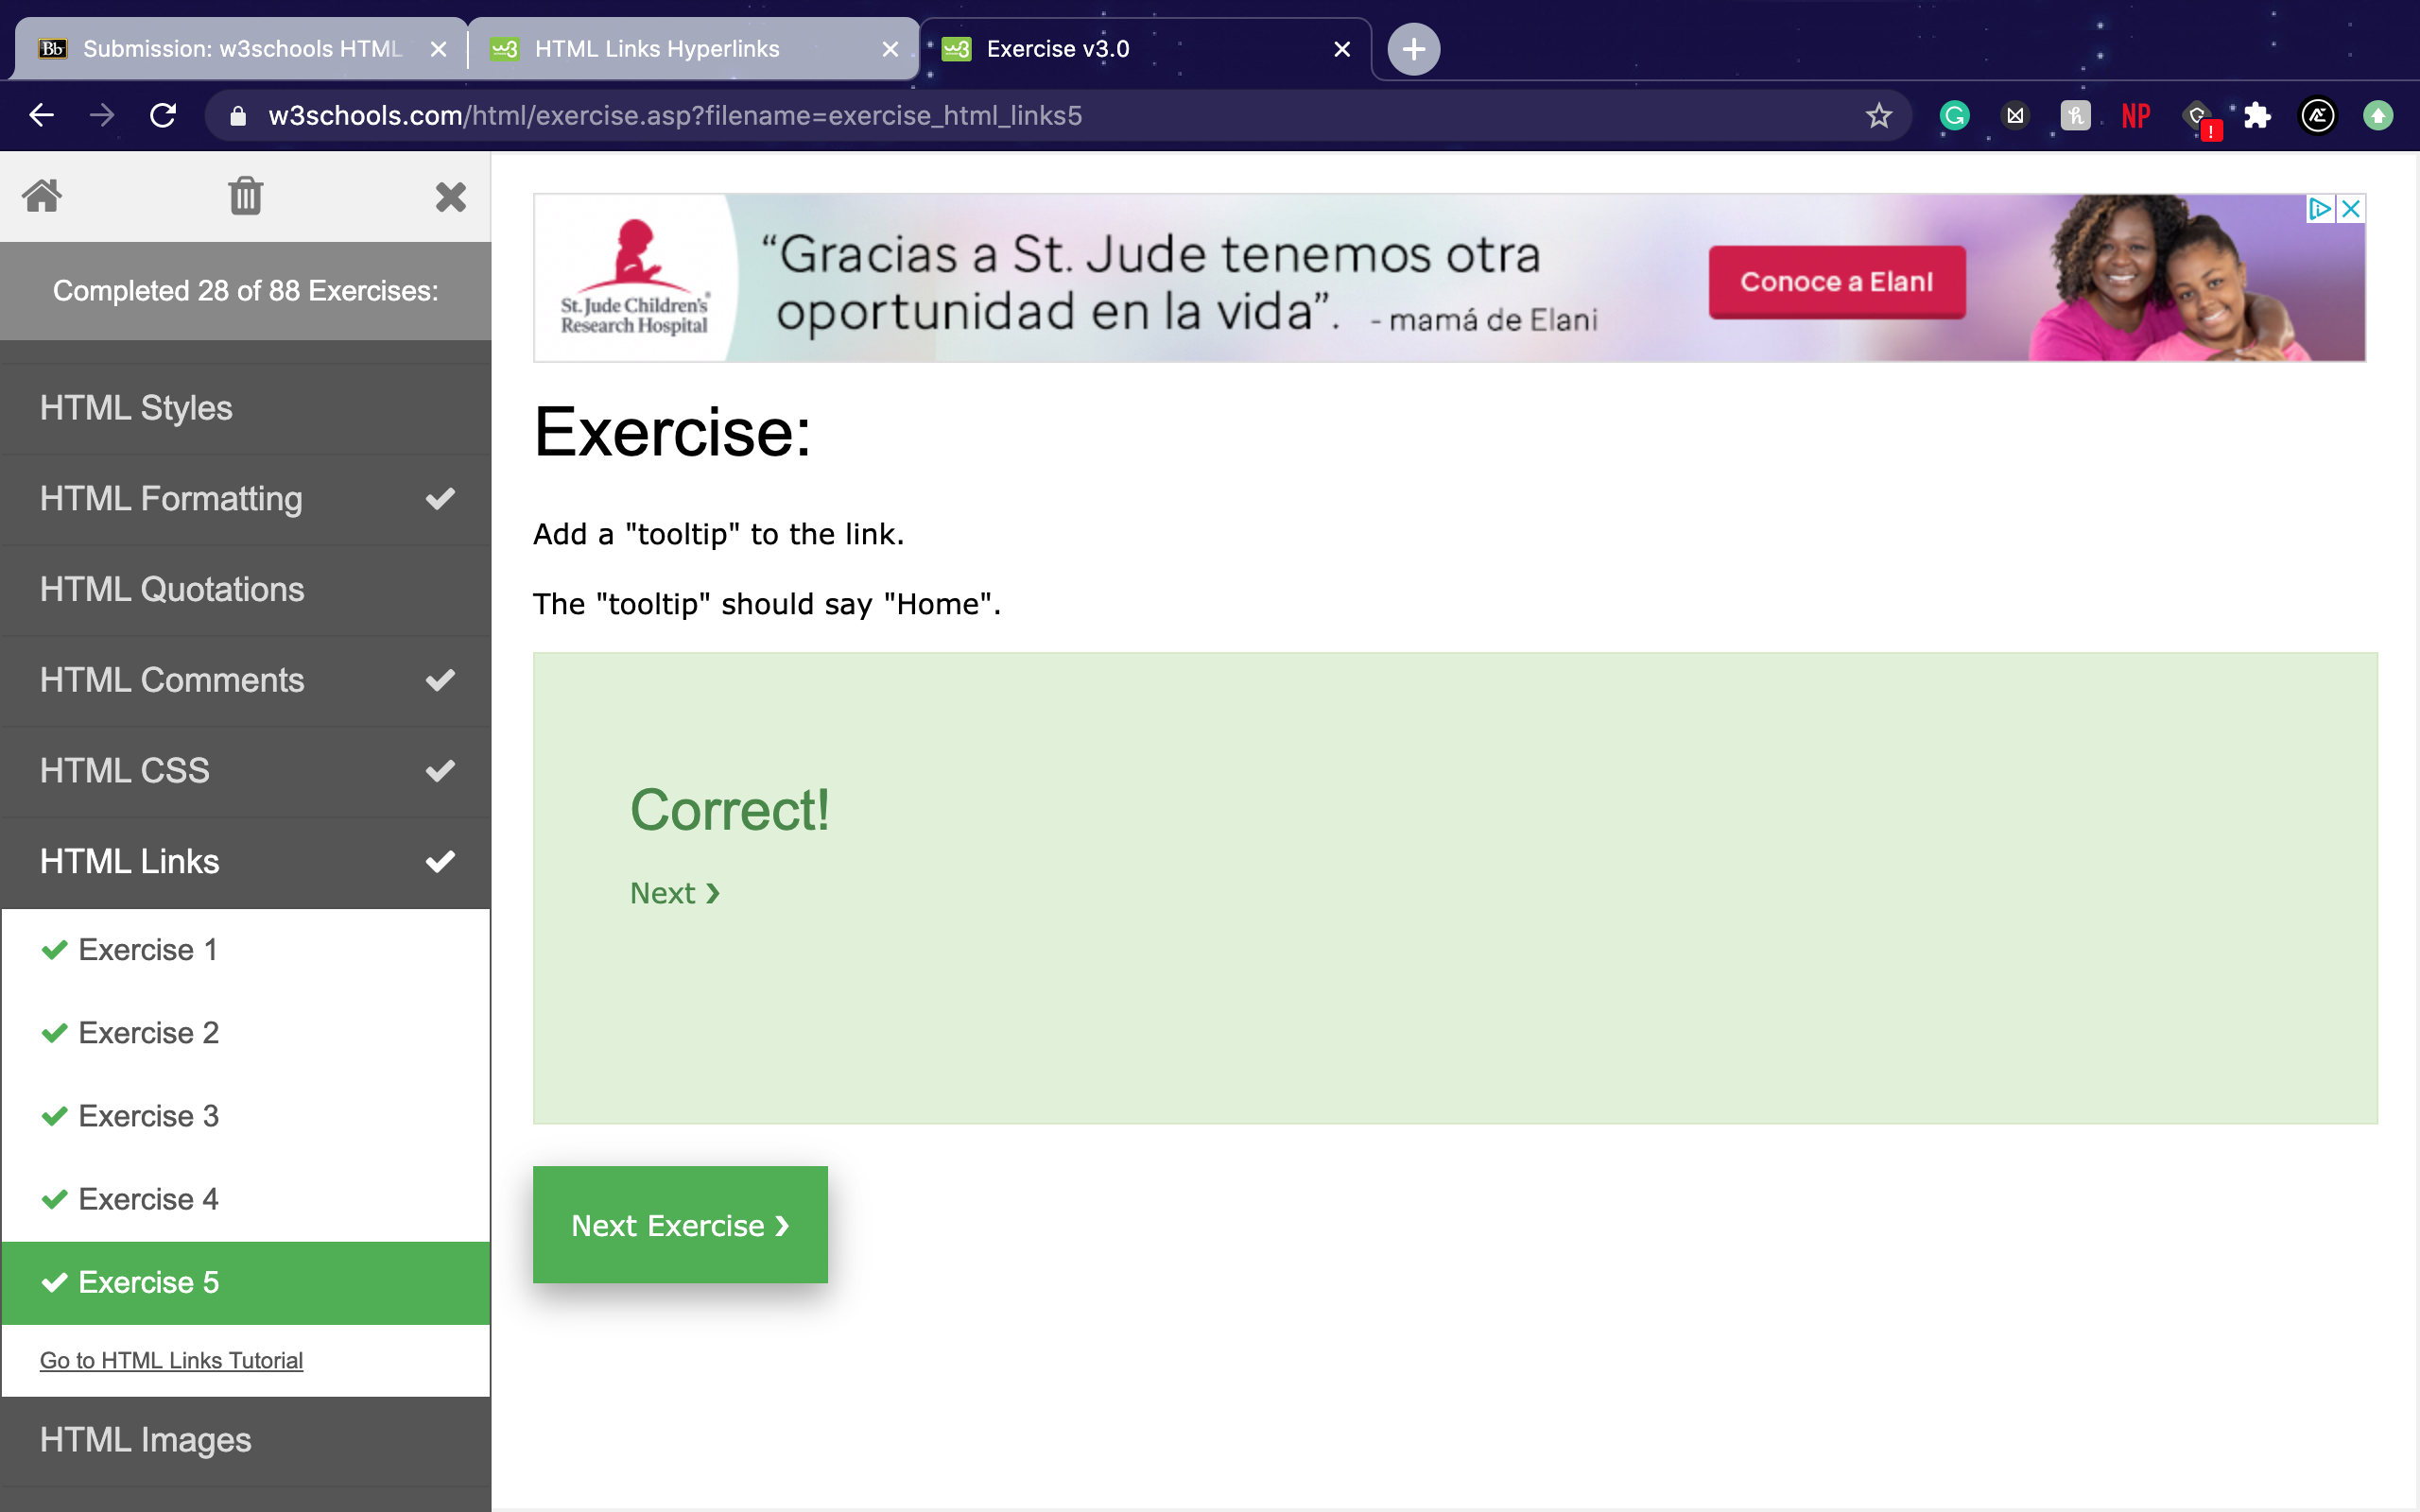 Submission: w3schools HTML
HTML Links Hyperlinks
Exercise v3.0
w3schools.com/html/exercise.asp?filename=exercise_html_links5
NP
Completed 28 of 88 Exercises:
HTML Styles
HTML Formatting
HTML Quotations
HTML Comments
HTML CSS
HTML Links
Exercise 1
Exercise 2
Exercise 3
Exercise 4
Exercise 5
Go to HTML Links Tutorial
HTML Images
St. Jude Children's
Research Hospital
“Gracias a St. Jude tenemos otra
oportunidad en la vida”. - mamá de Elani
Conoce a Elani
Exercise:
Add a "tooltip" to the link.
The "tooltip" should say "Home".
Correct!
Next ❯
Next Exercise ❯